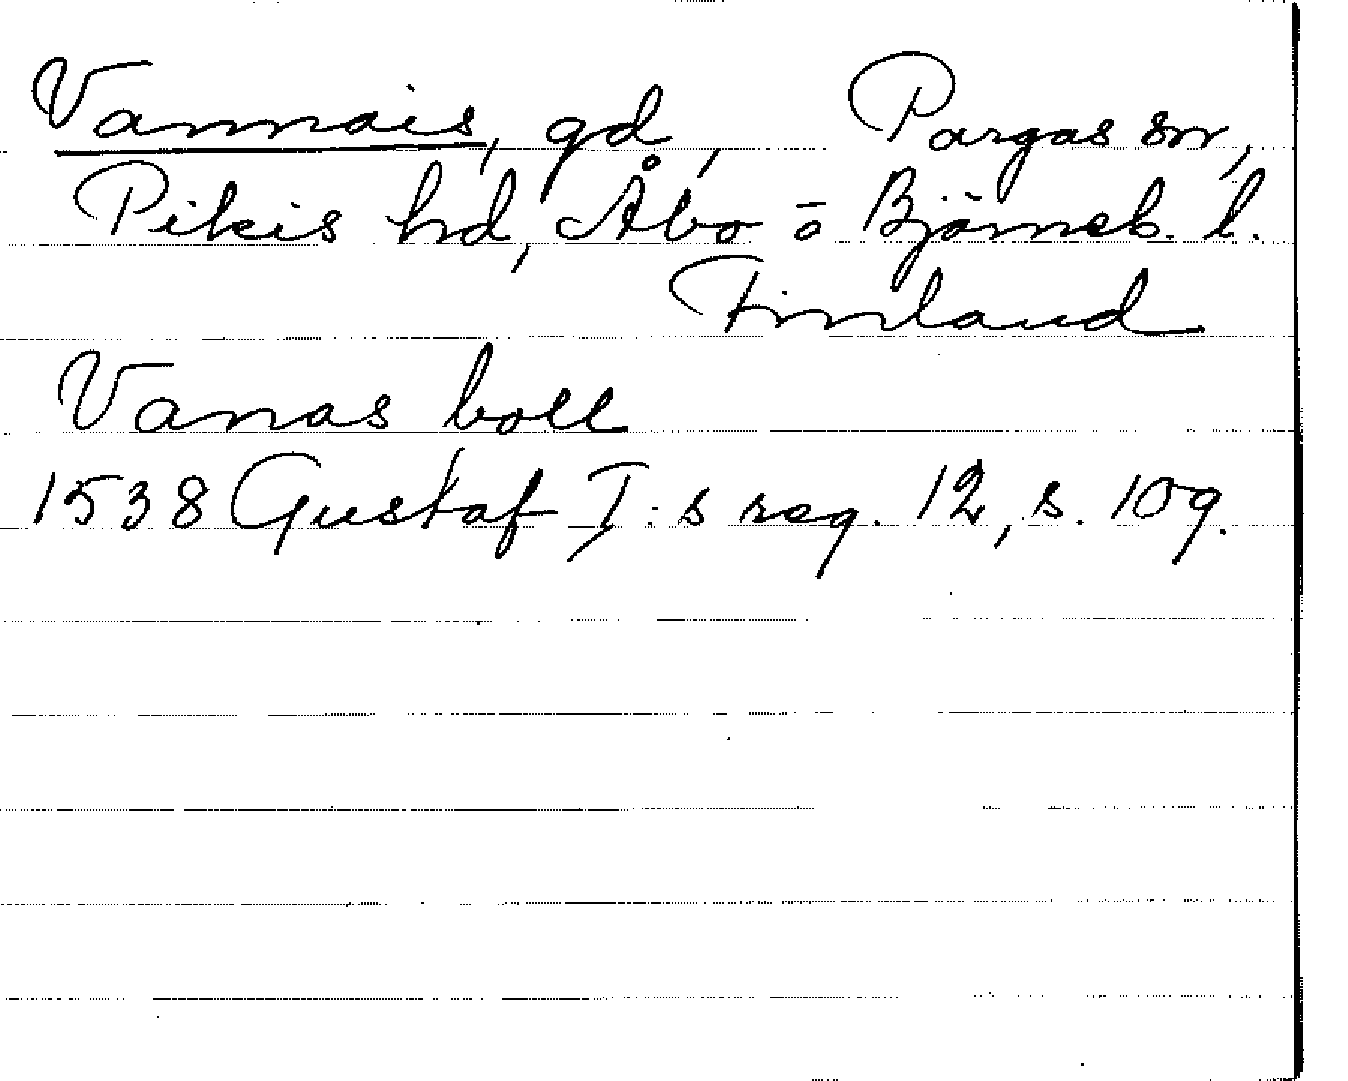 Vannais, gd, Pargas sn,
Pikis hd, Åbo o Björneb. l.
Finland
Vanas boll
1538 Gustaf I:s reg. 12, s. 109.